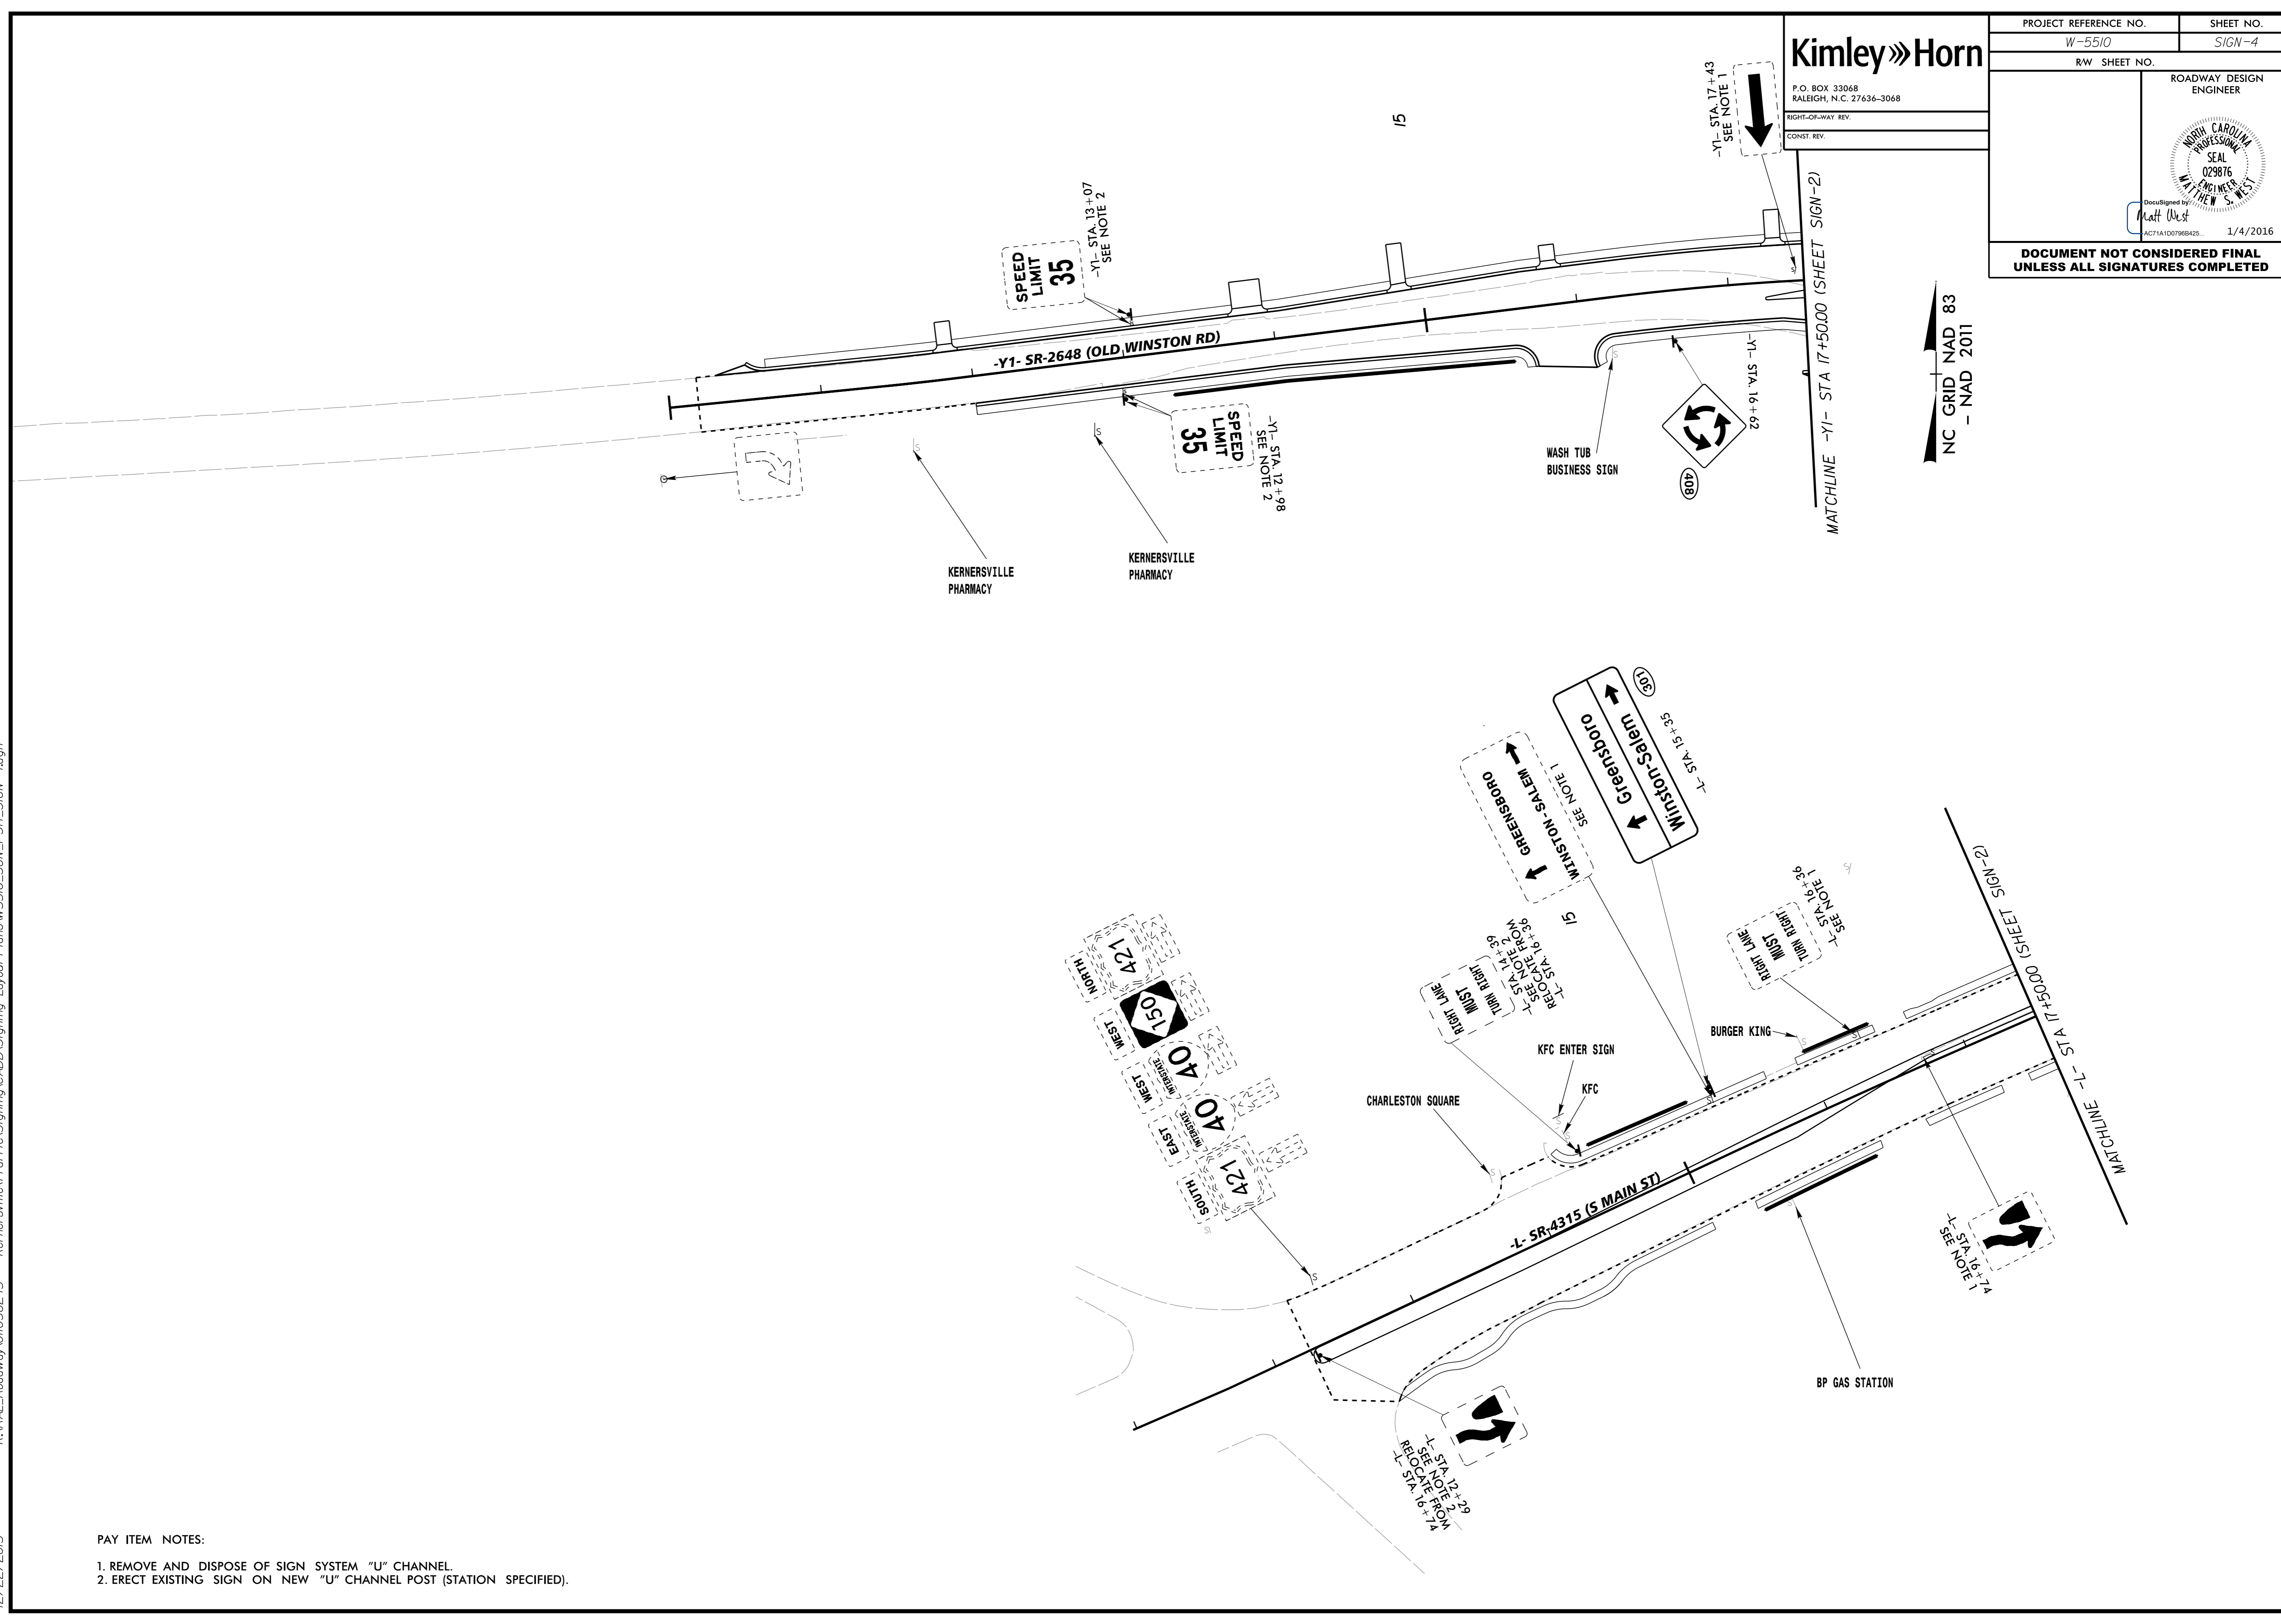 Kimley»Horn
P.O. BOX 33068
RALEIGH, N.C. 27636-3068
RIGHT-OF-WAY REV.
CONST. REV.
PROJECT REFERENCE NO.
SHEET NO.
W-5510
SIGN-4
R/W SHEET NO.
ROADWAY DESIGN
ENGINEER
NORTH CAROLINA
PROFESSIONAL
SEAL
029876
ENGINEER
MATTHEW S. WEST
DocuSigned by:
Matt West
AC71A1D0796B425...
1/4/2016
DOCUMENT NOT CONSIDERED FINAL
UNLESS ALL SIGNATURES COMPLETED
NC GRID NAD 83
- NAD 2011
15
-Y1- STA. 17+43
SEE NOTE 1
MATCHLINE -Y1- STA 17+50.00 (SHEET SIGN-2)
SPEED
LIMIT
35
-Y1- STA. 13+07
SEE NOTE 2
-Y1- SR-2648 (OLD WINSTON RD)
SPEED
LIMIT
35
-Y1- STA. 12+98
SEE NOTE 2
S
KERNERSVILLE
PHARMACY
S
KERNERSVILLE
PHARMACY
S
WASH TUB
BUSINESS SIGN
-Y1- STA. 16+62
408
301
Greensboro
Winston-Salem
-L- STA. 15+35
GREENSBORO
WINSTON-SALEM
SEE NOTE 1
15
RIGHT LANE
MUST
TURN RIGHT
-L- STA. 14+39
SEE NOTE 2
RELOCATE FROM
-L- STA. 16+36
RIGHT LANE
MUST
TURN RIGHT
-L- STA. 16+36
SEE NOTE 1
NORTH
421
WEST
150
WEST
INTERSTATE
40
EAST
INTERSTATE
40
SOUTH
421
BURGER KING
KFC ENTER SIGN
KFC
CHARLESTON SQUARE
-L- SR-4315 (S MAIN ST)
MATCHLINE -L- STA 17+50.00 (SHEET SIGN-2)
-L- STA. 16+74
SEE NOTE 1
BP GAS STATION
-L- STA. 12+29
SEE NOTE 2
RELOCATE FROM
-L- STA. 16+74
PAY ITEM NOTES:
1. REMOVE AND DISPOSE OF SIGN SYSTEM "U" CHANNEL.
2. ERECT EXISTING SIGN ON NEW "U" CHANNEL POST (STATION SPECIFIED).